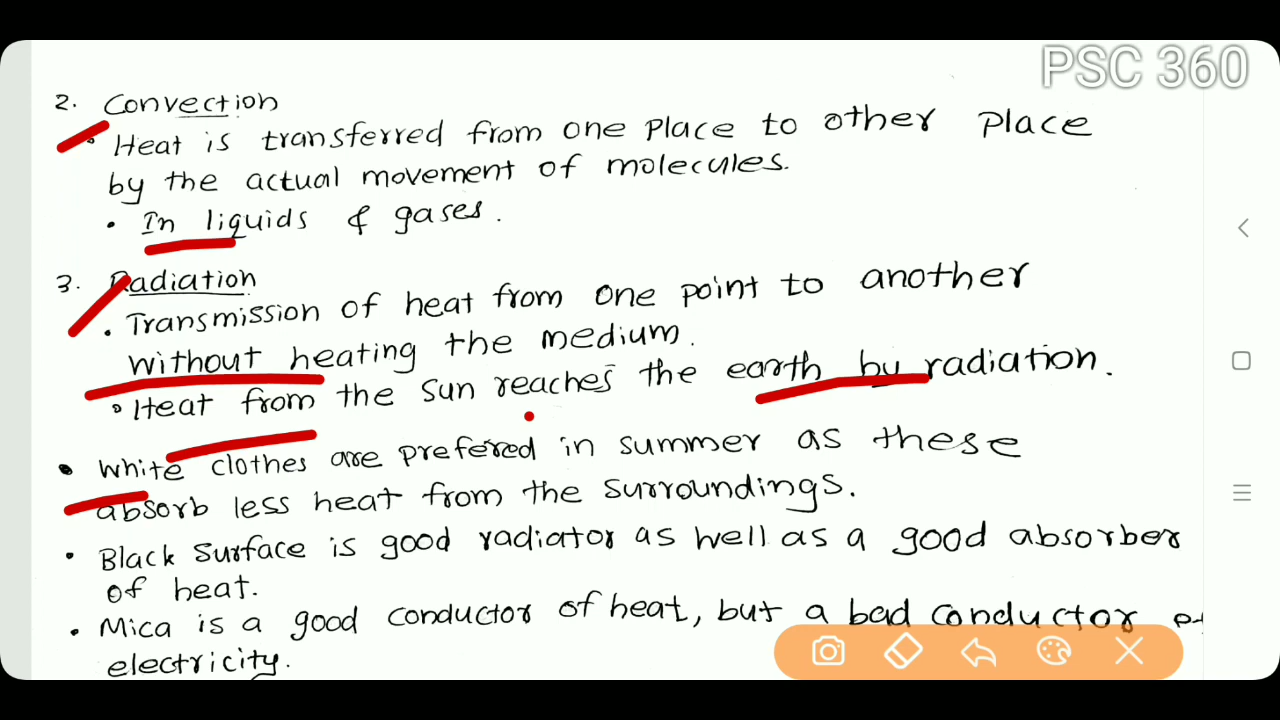 PSC 360
2. Convection
• Heat is transferred from one place to other place
by the actual movement of molecules.
• In liquids & gases.
3. Radiation
• Transmission of heat from one point to another
without heating the medium.
• Heat from the sun reaches the earth by radiation.
• White clothes are prefered in summer as these
absorb less heat from the surroundings.
• Black surface is good radiator as well as a good absorber
of heat.
• Mica is a good conductor of heat, but a bad conductor of
electricity.